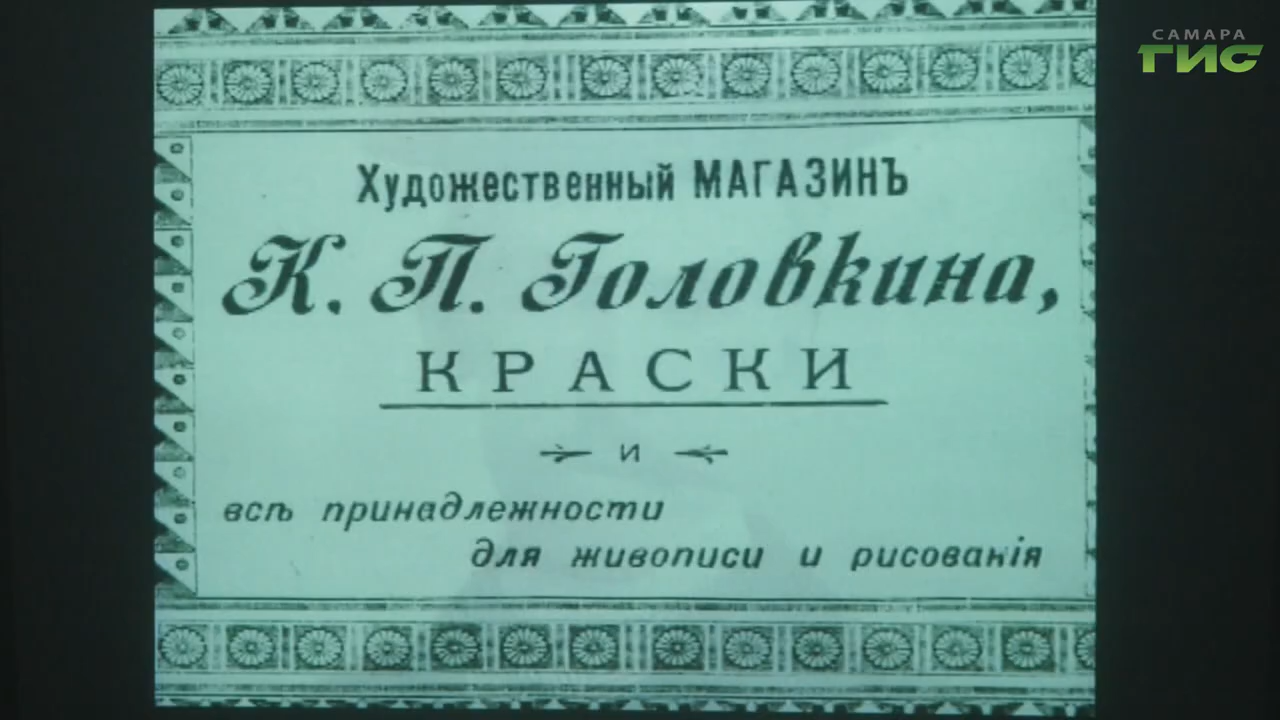 САМАРА
ГИС
Художественный МАГАЗИНЪ
К. П. Головкина,
КРАСКИ
и
всѣ принадлежности
для живописи и рисованія